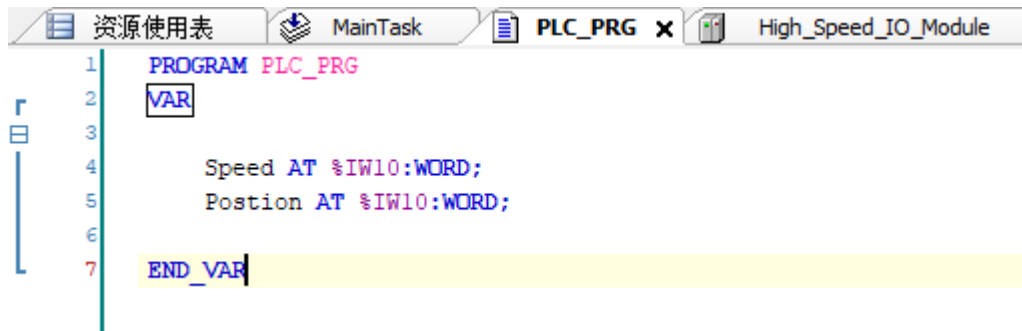 资源使用表 MainTask PLC_PRG x High_Speed_IO_Module
1 PROGRAM PLC_PRG
2 VAR
3
4 Speed AT %IW10:WORD;
5 Postion AT %IW10:WORD;
6
7 END_VAR